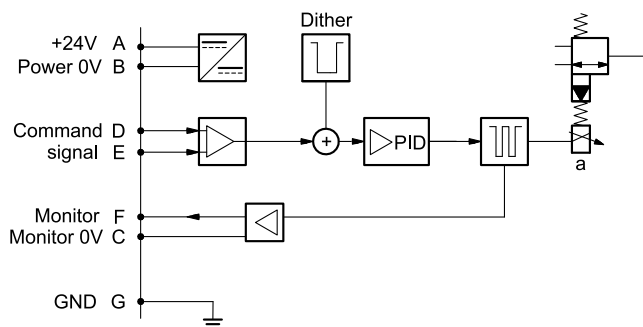 Dither
+24V A
Power 0V B
Command D
signal E
PID
a
Monitor F
Monitor 0V C
GND G